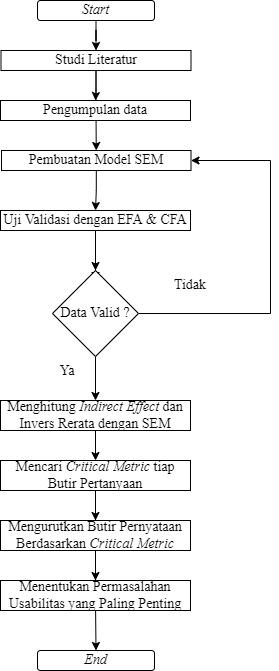 Start
Studi Literatur
Pengumpulan data
Pembuatan Model SEM
Uji Validasi dengan EFA & CFA
Tidak
Data Valid ?
Ya
Menghitung Indirect Effect dan
Invers Rerata dengan SEM
Mencari Critical Metric tiap
Butir Pertanyaan
Mengurutkan Butir Pernyataan
Berdasarkan Critical Metric
Menentukan Permasalahan
Usabilitas yang Paling Penting
End